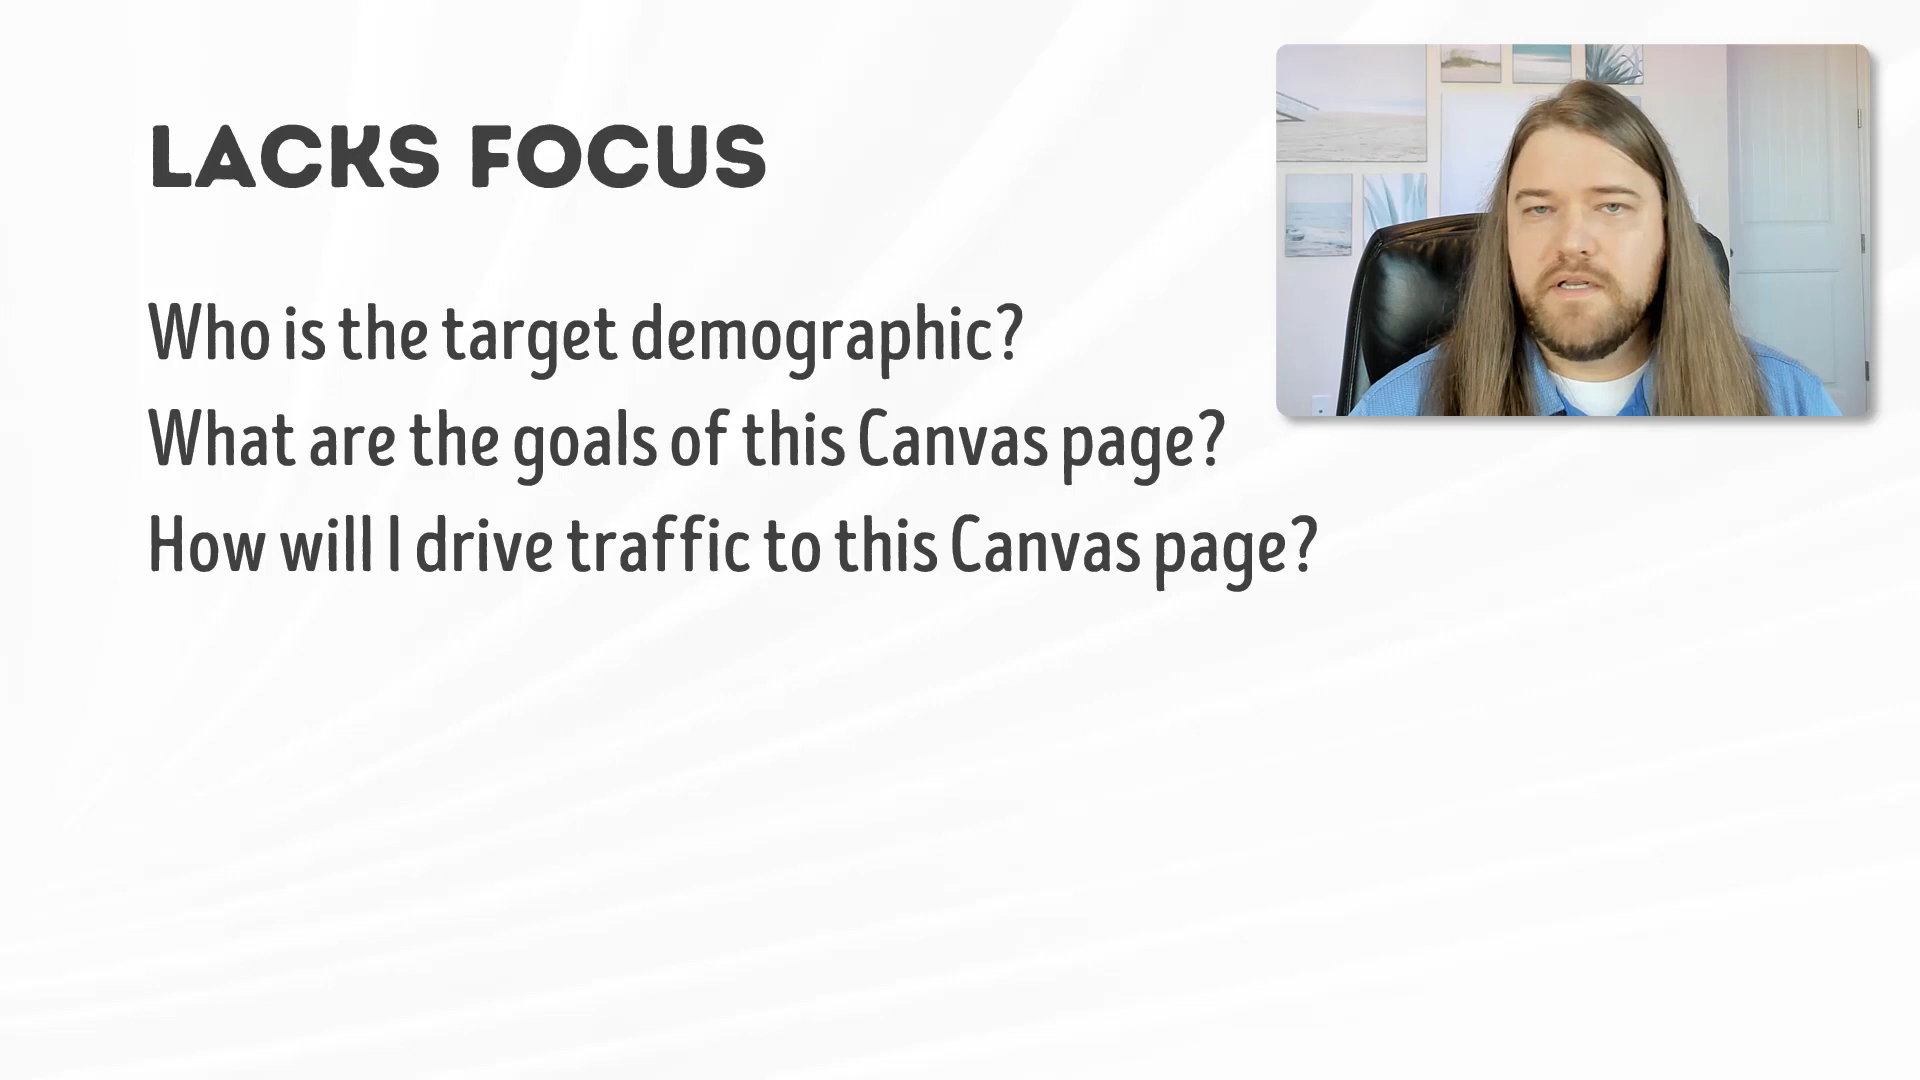 LACKS FOCUS
Who is the target demographic?
What are the goals of this Canvas page?
How will I drive traffic to this Canvas page?